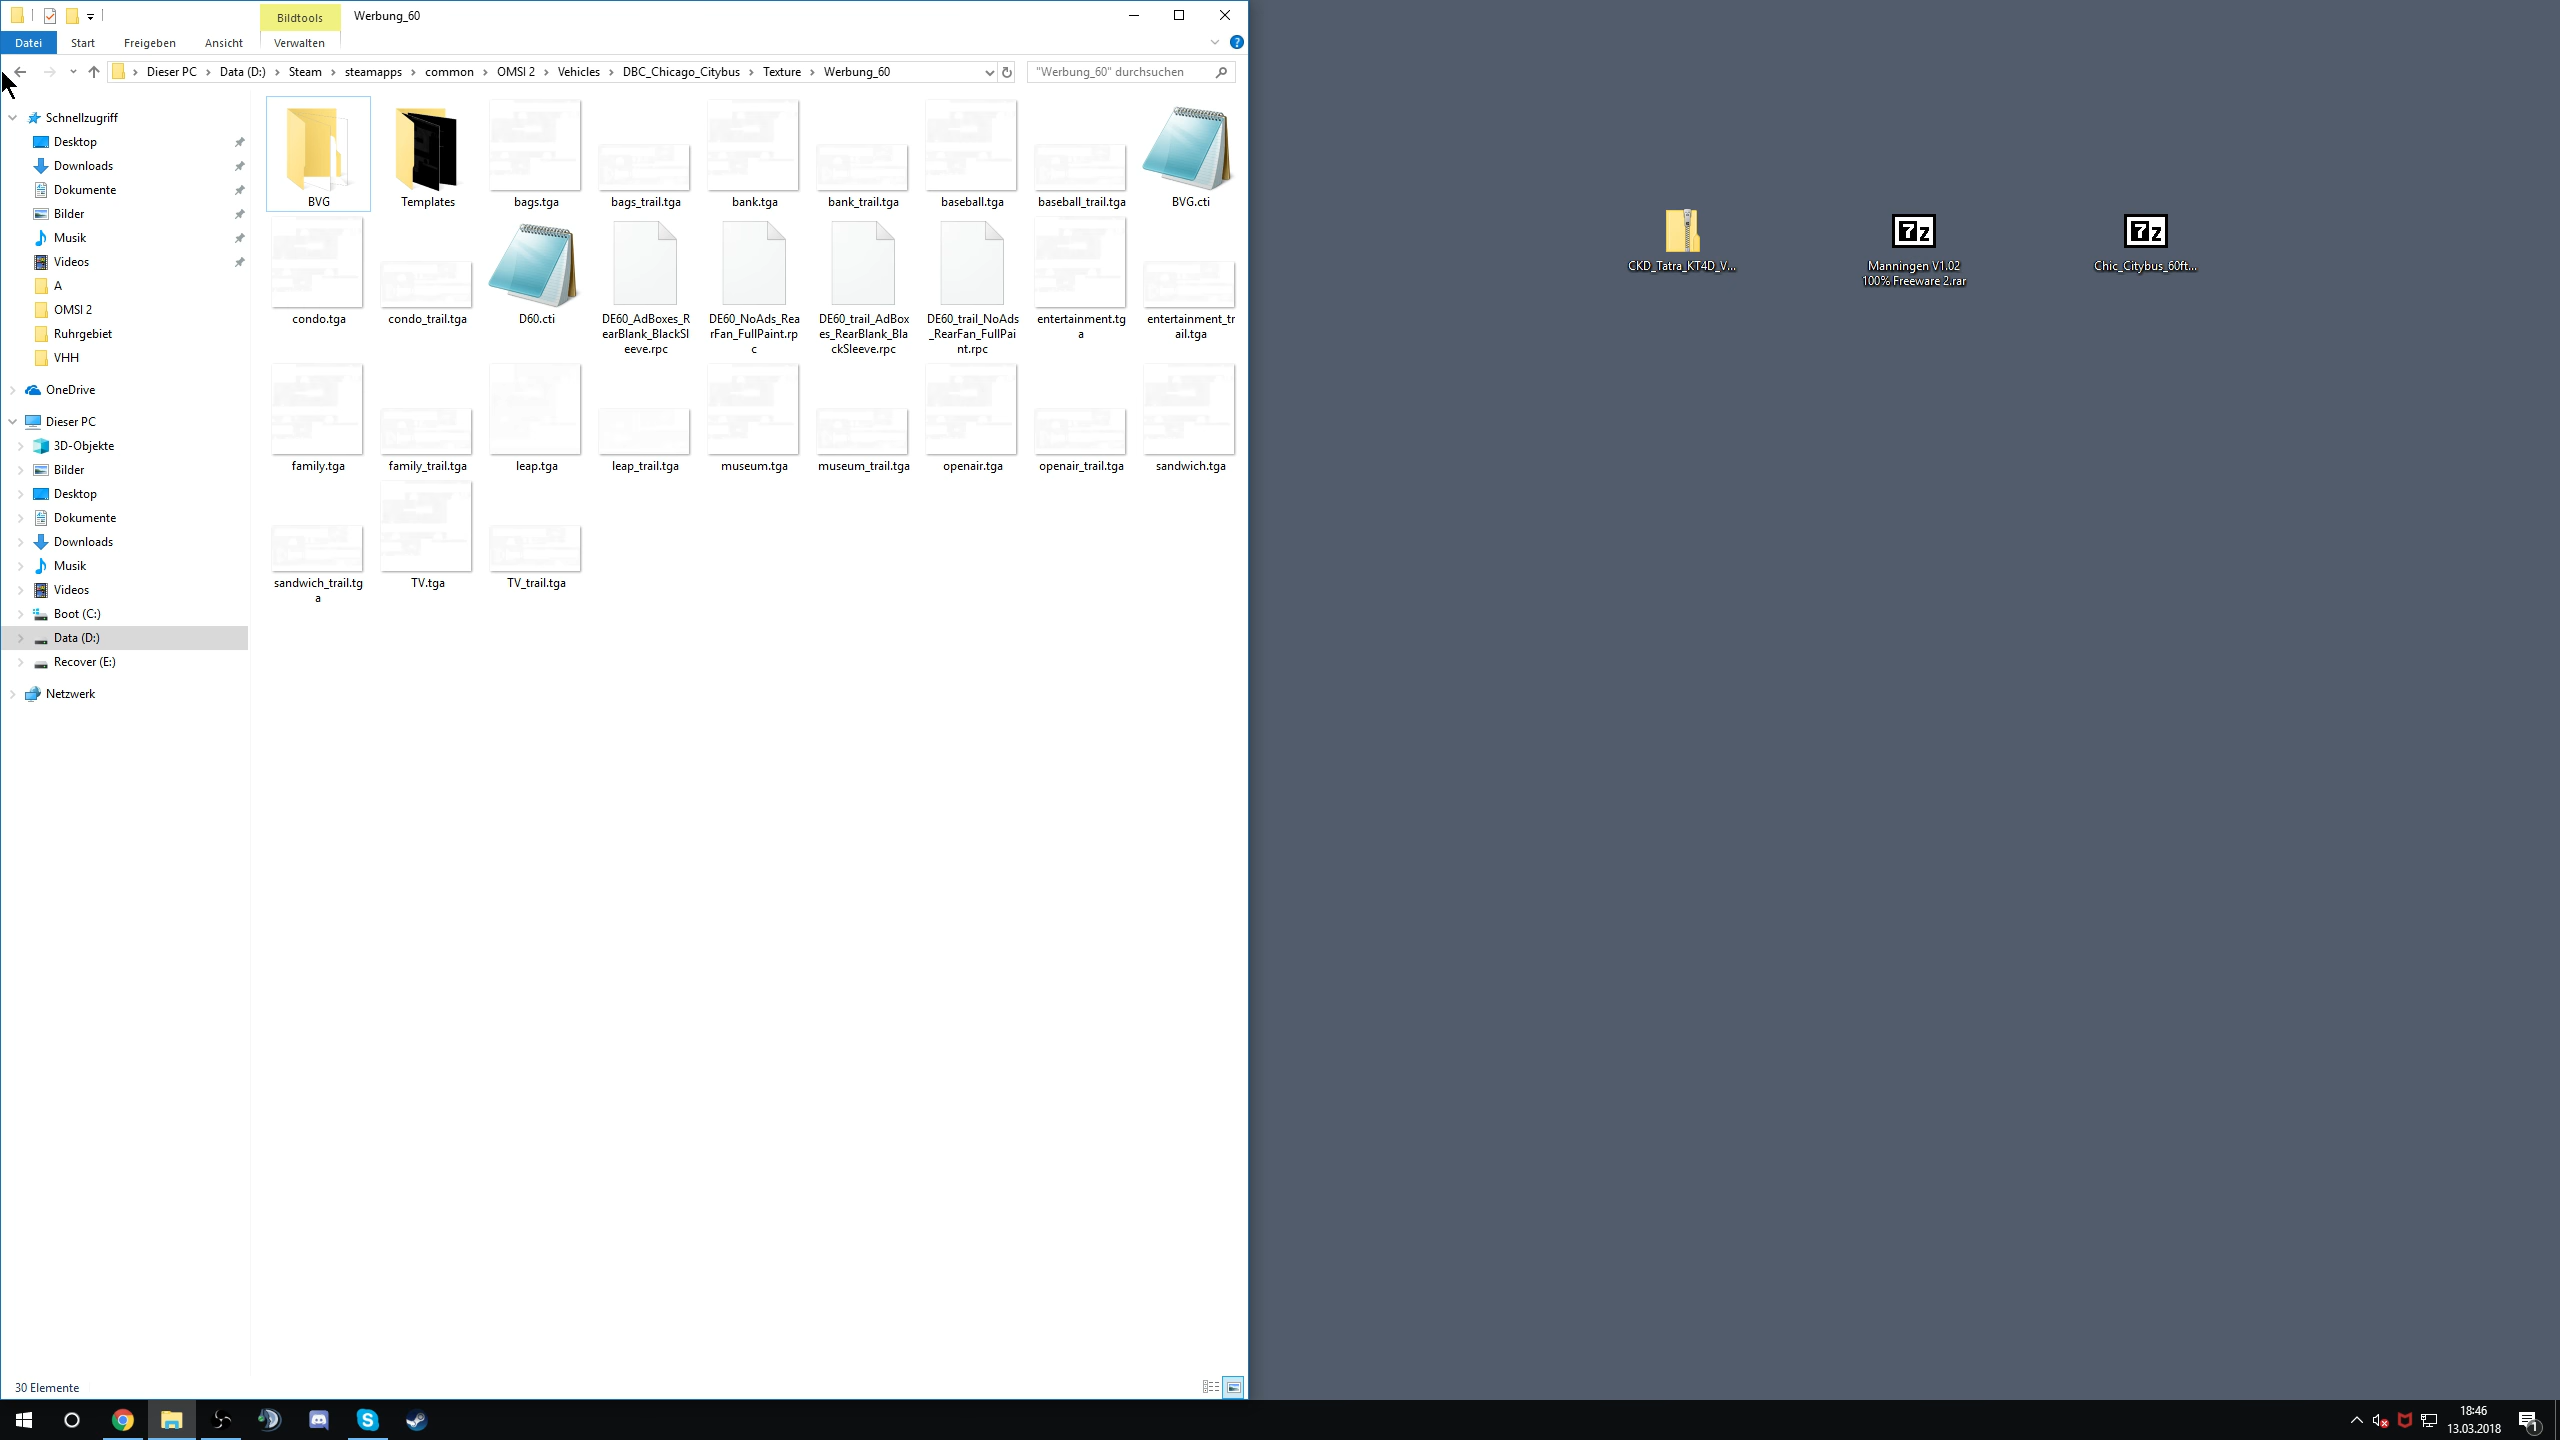 Bildtools
Werbung_60
Datei
Start
Freigeben
Ansicht
Verwalten
Dieser PC
Data (D:)
Steam
steamapps
common
OMSI 2
Vehicles
DBC_Chicago_Citybus
Texture
Werbung_60
"Werbung_60" durchsuchen
Schnellzugriff
Desktop
Downloads
Dokumente
Bilder
Musik
Videos
A
OMSI 2
Ruhrgebiet
VHH
OneDrive
Dieser PC
3D-Objekte
Bilder
Desktop
Dokumente
Downloads
Musik
Videos
Boot (C:)
Data (D:)
Recover (E:)
Netzwerk
BVG
Templates
bags.tga
bags_trail.tga
bank.tga
bank_trail.tga
baseball.tga
baseball_trail.tga
BVG.cti
condo.tga
condo_trail.tga
D60.cti
DE60_AdBoxes_R
earBlank_BlackSl
eeve.rpc
DE60_NoAds_Rea
rFan_FullPaint.rp
c
DE60_trail_AdBox
es_RearBlank_Bla
ckSleeve.rpc
DE60_trail_NoAds
_RearFan_FullPai
nt.rpc
entertainment.tg
a
entertainment_tr
ail.tga
family.tga
family_trail.tga
leap.tga
leap_trail.tga
museum.tga
museum_trail.tga
openair.tga
openair_trail.tga
sandwich.tga
sandwich_trail.tg
a
TV.tga
TV_trail.tga
30 Elemente
CKD_Tatra_KT4D_V...
7z
Manningen V1.02
100% Freeware 2.rar
7z
Chic_Citybus_60ft...
18:46
13.03.2018
1